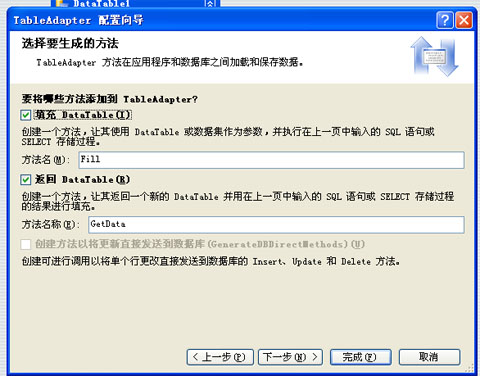 DataTable1
TableAdapter 配置向导
选择要生成的方法
TableAdapter 方法在应用程序和数据库之间加载和保存数据。
要将哪些方法添加到 TableAdapter?
填充 DataTable(I)
创建一个方法，让其使用 DataTable 或数据集作为参数，并执行在上一页中输入的 SQL 语句或
SELECT 存储过程。
方法名(M): Fill
返回 DataTable(R)
创建一个方法，让其返回一个新的 DataTable 并用在上一页中输入的 SQL 语句或 SELECT 存储过程
的结果进行填充。
方法名称(E): GetData
创建方法以将更新直接发送到数据库(GenerateDBDirectMethods)(U)
创建可进行调用以将单个行更改直接发送到数据库的 Insert、Update 和 Delete 方法。
< 上一步(P) 下一步(N) > 完成(F) 取消